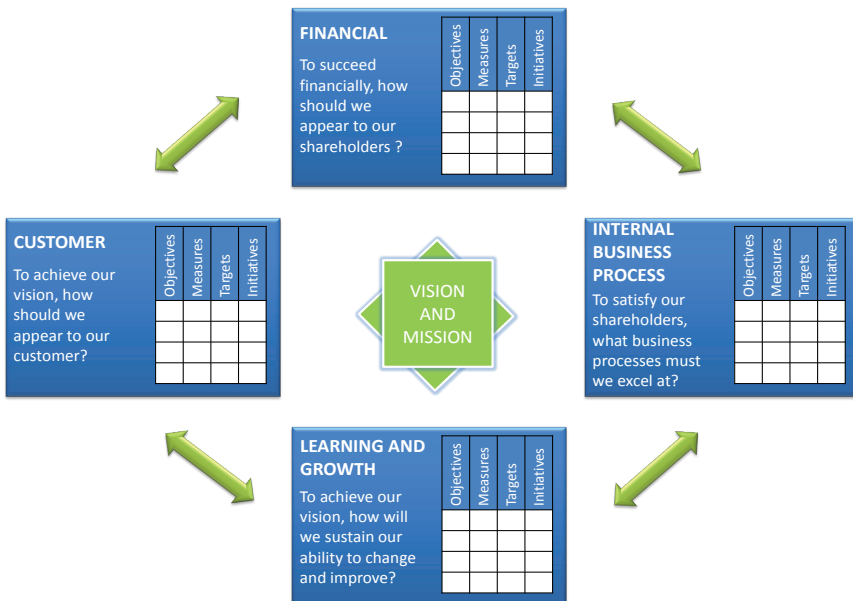 FINANCIAL
To succeed
financially, how
should we
appear to our
shareholders ?
Objectives
Measures
Targets
Initiatives
CUSTOMER
To achieve our
vision, how
should we
appear to our
customer?
Objectives
Measures
Targets
Initiatives
VISION
AND
MISSION
INTERNAL
BUSINESS
PROCESS
To satisfy our
shareholders,
what business
processes must
we excel at?
Objectives
Measures
Targets
Initiatives
LEARNING AND
GROWTH
To achieve our
vision, how will
we sustain our
ability to change
and improve?
Objectives
Measures
Targets
Initiatives